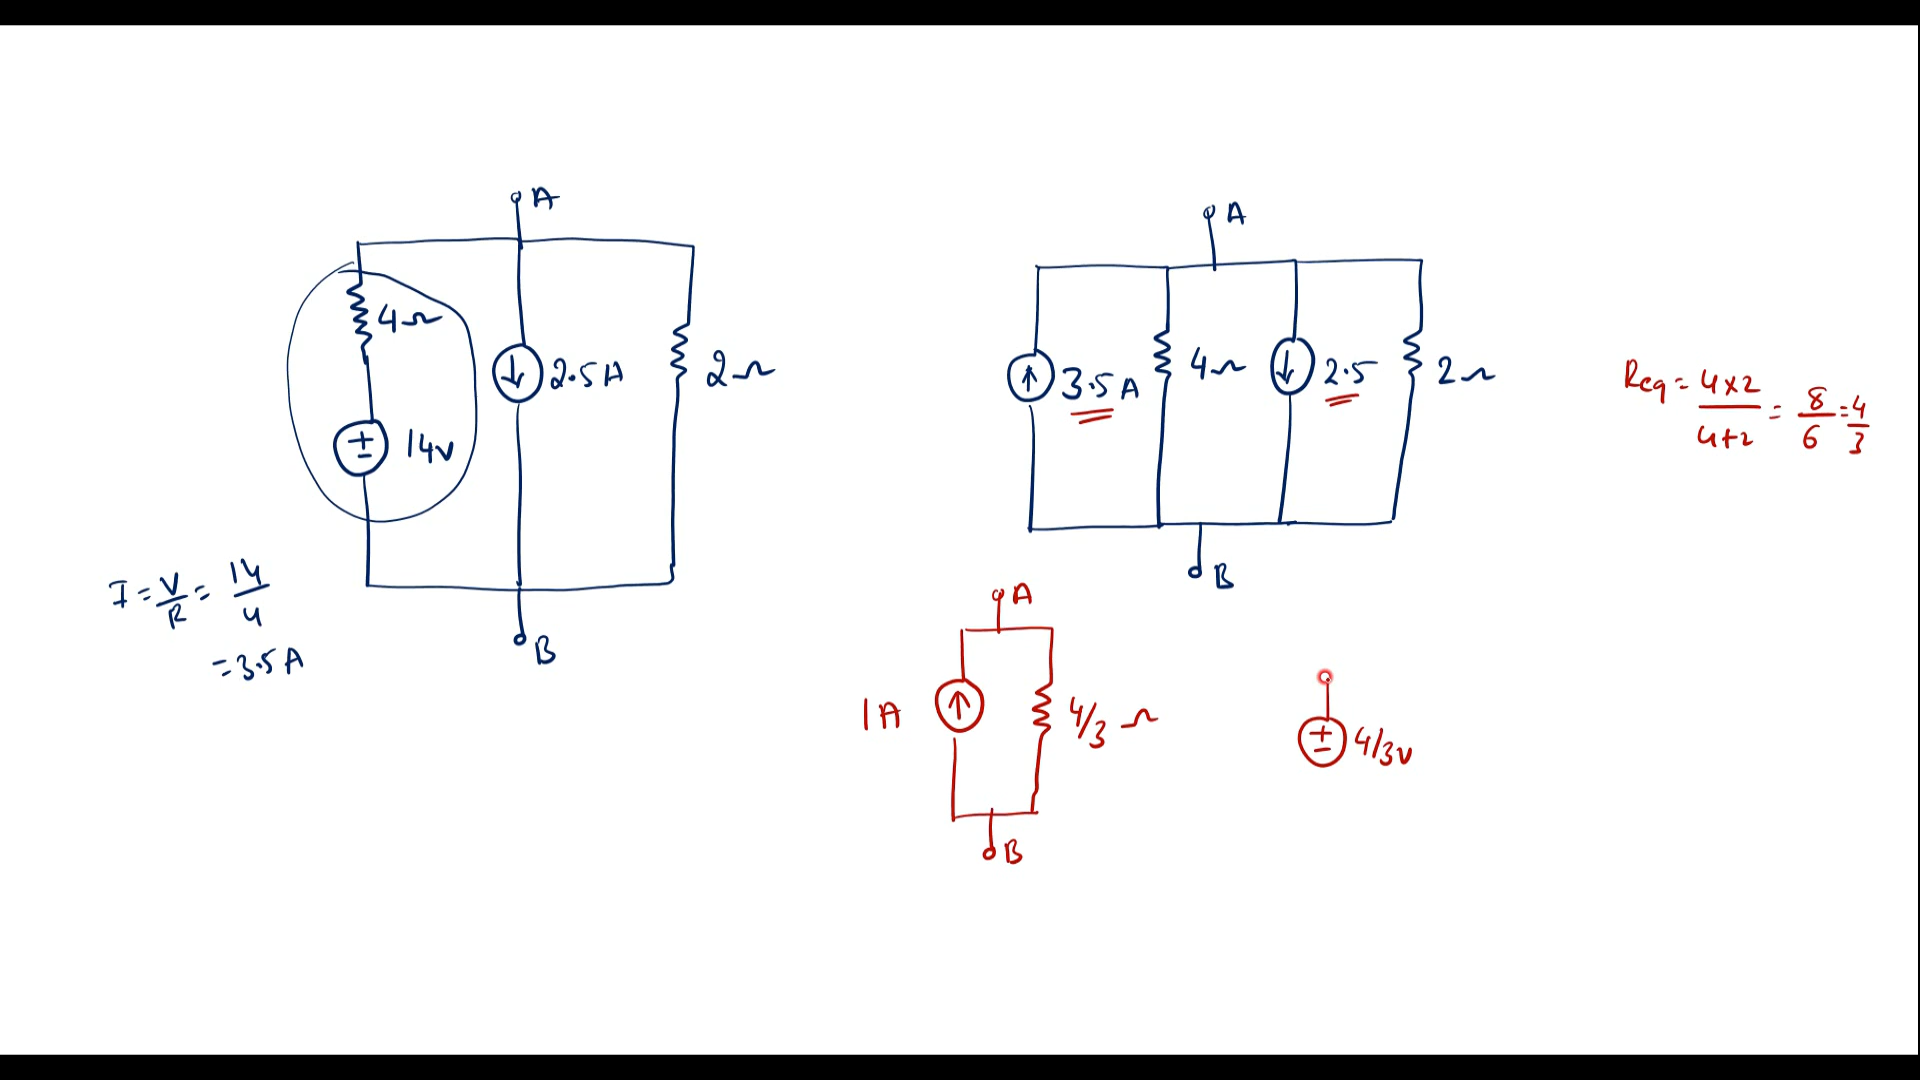 A
4Ω
2.5A
2Ω
14v
B
I = V/R = 14/4
= 3.5A
A
3.5A
4Ω
2.5
2Ω
B
Req = 4×2/4+2 = 8/6 = 4/3
A
1A
4/3 Ω
B
4/3v